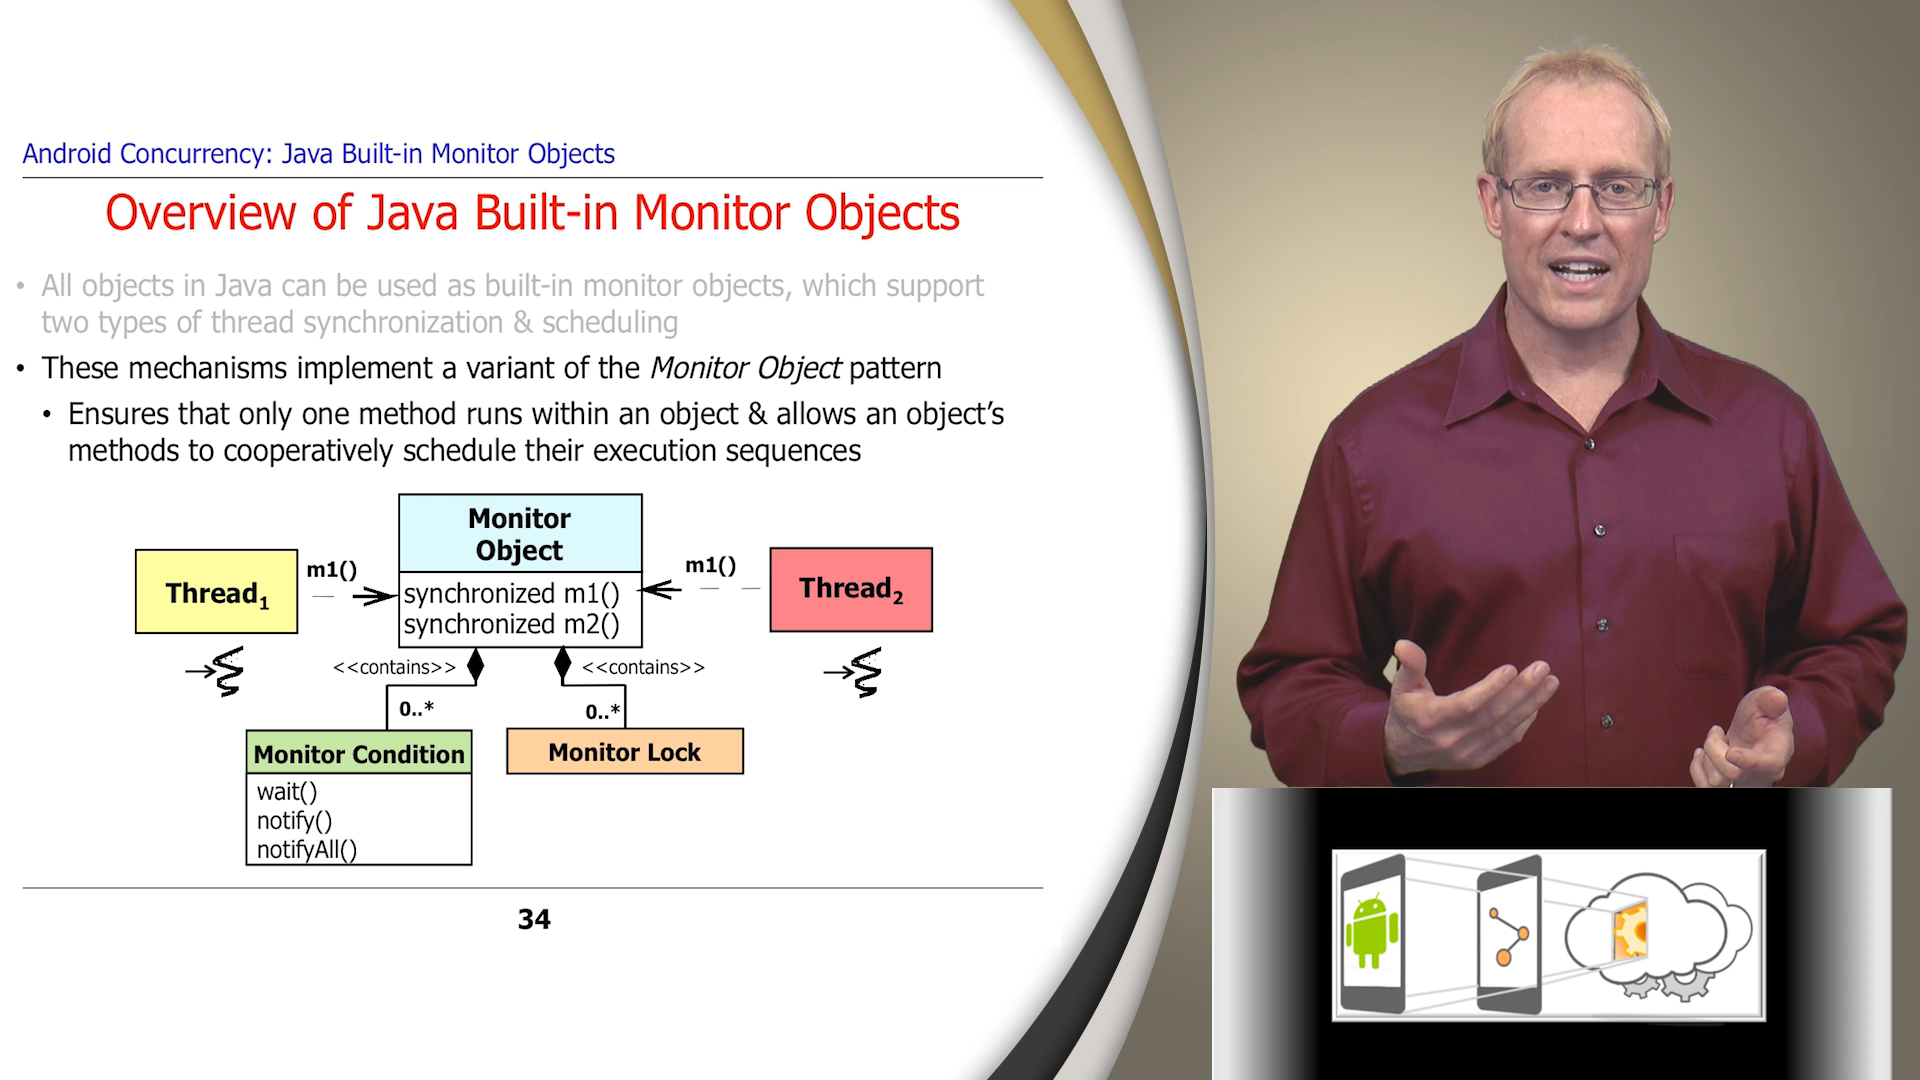 Android Concurrency: Java Built-in Monitor Objects
Overview of Java Built-in Monitor Objects
• All objects in Java can be used as built-in monitor objects, which support
two types of thread synchronization & scheduling
• These mechanisms implement a variant of the Monitor Object pattern
• Ensures that only one method runs within an object & allows an object's
methods to cooperatively schedule their execution sequences
Monitor
Object
Thread1
m1()
m1()
Thread2
synchronized m1()
synchronized m2()
<<contains>>
<<contains>>
0..*
0..*
Monitor Condition
Monitor Lock
wait()
notify()
notifyAll()
34